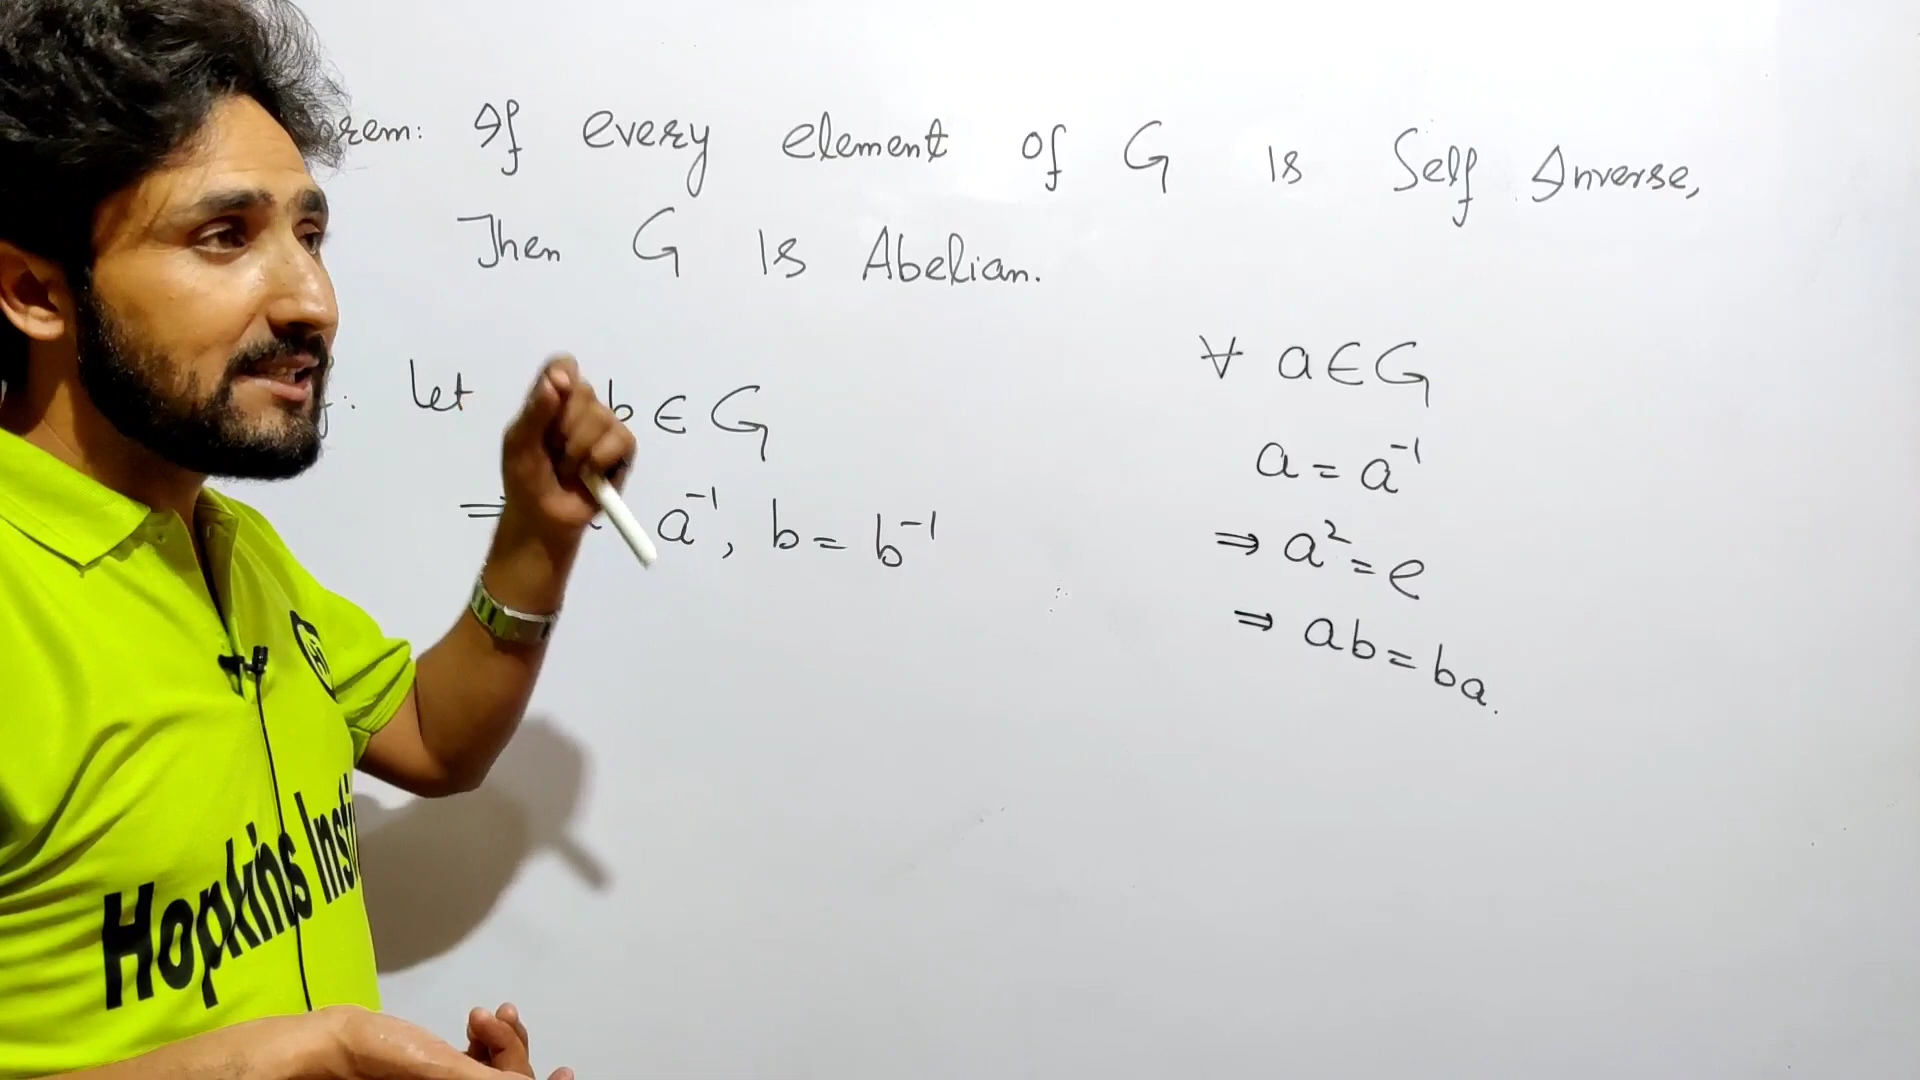 orem: If every element of G is Self Inverse,
Then G is Abelian.
Let b ∈ G
⇒ a⁻¹, b = b⁻¹
∀ a ∈ G
a = a⁻¹
⇒ a² = e
⇒ ab = ba.
Hopkins Insti